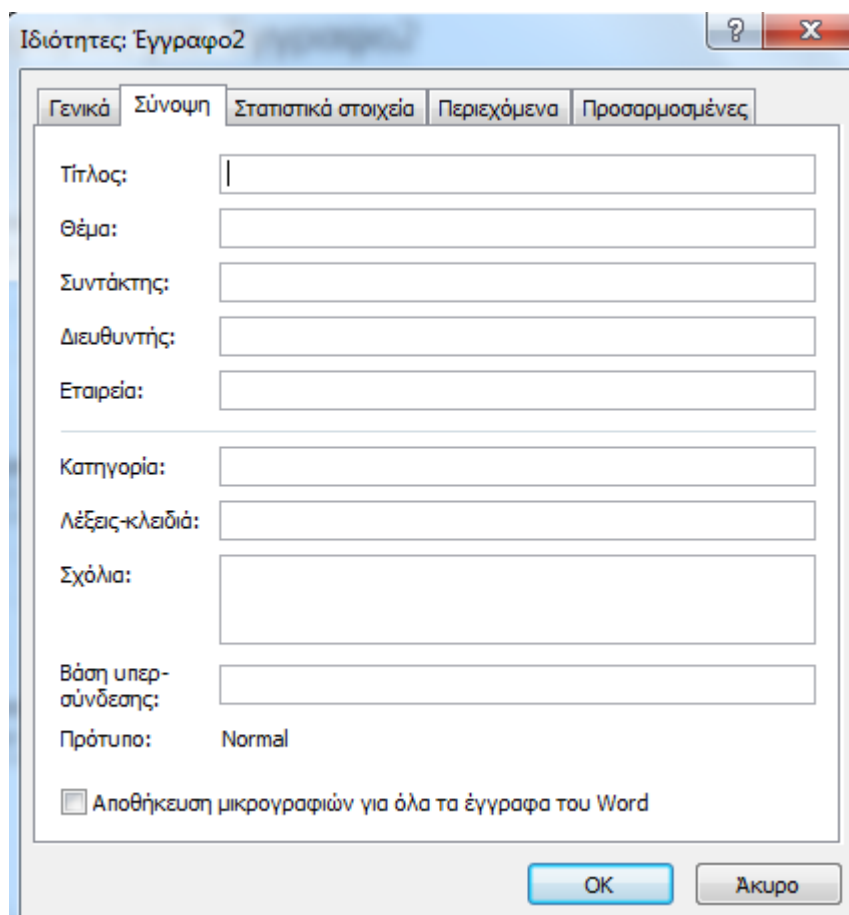 Ιδιότητες: Έγγραφο2
Γενικά Σύνοψη Στατιστικά στοιχεία Περιεχόμενα Προσαρμοσμένες
Τίτλος:
Θέμα:
Συντάκτης:
Διευθυντής:
Εταιρεία:
Κατηγορία:
Λέξεις-κλειδιά:
Σχόλια:
Βάση υπερ-
σύνδεσης:
Πρότυπο: Normal
Αποθήκευση μικρογραφιών για όλα τα έγγραφα του Word
OK Άκυρο